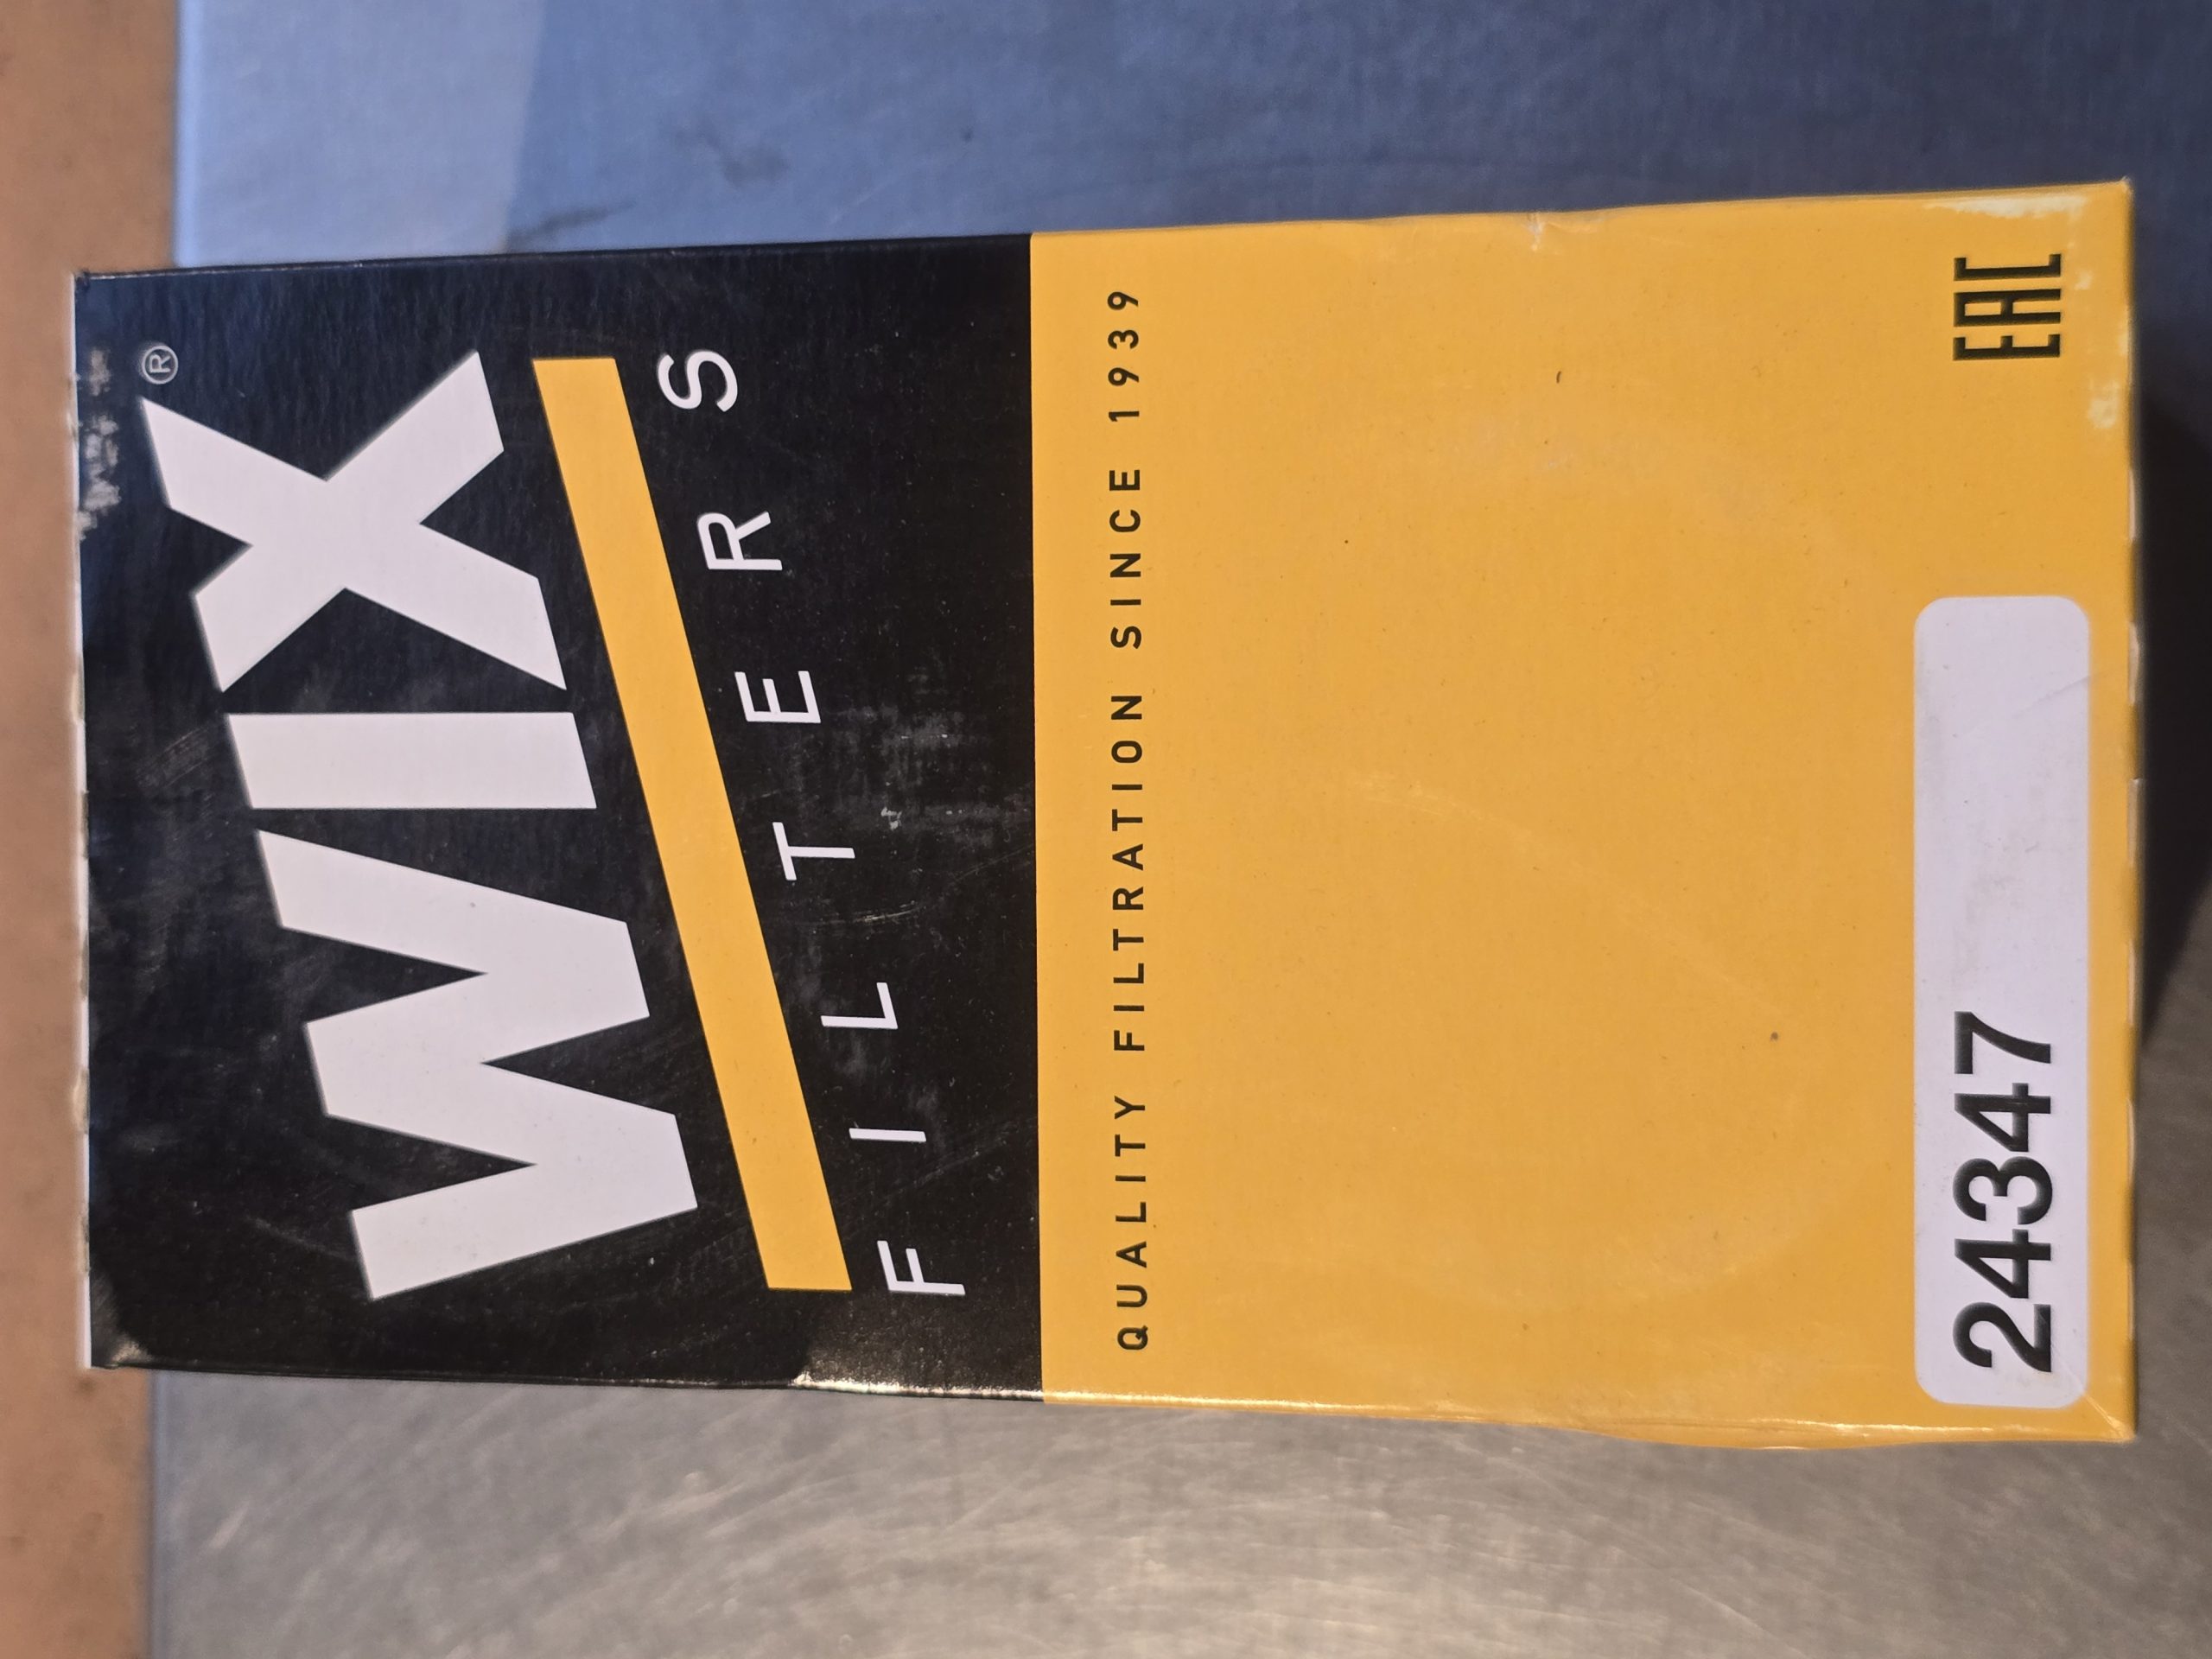 WIX®
FILTERS
QUALITY FILTRATION SINCE 1939
24347
EAC